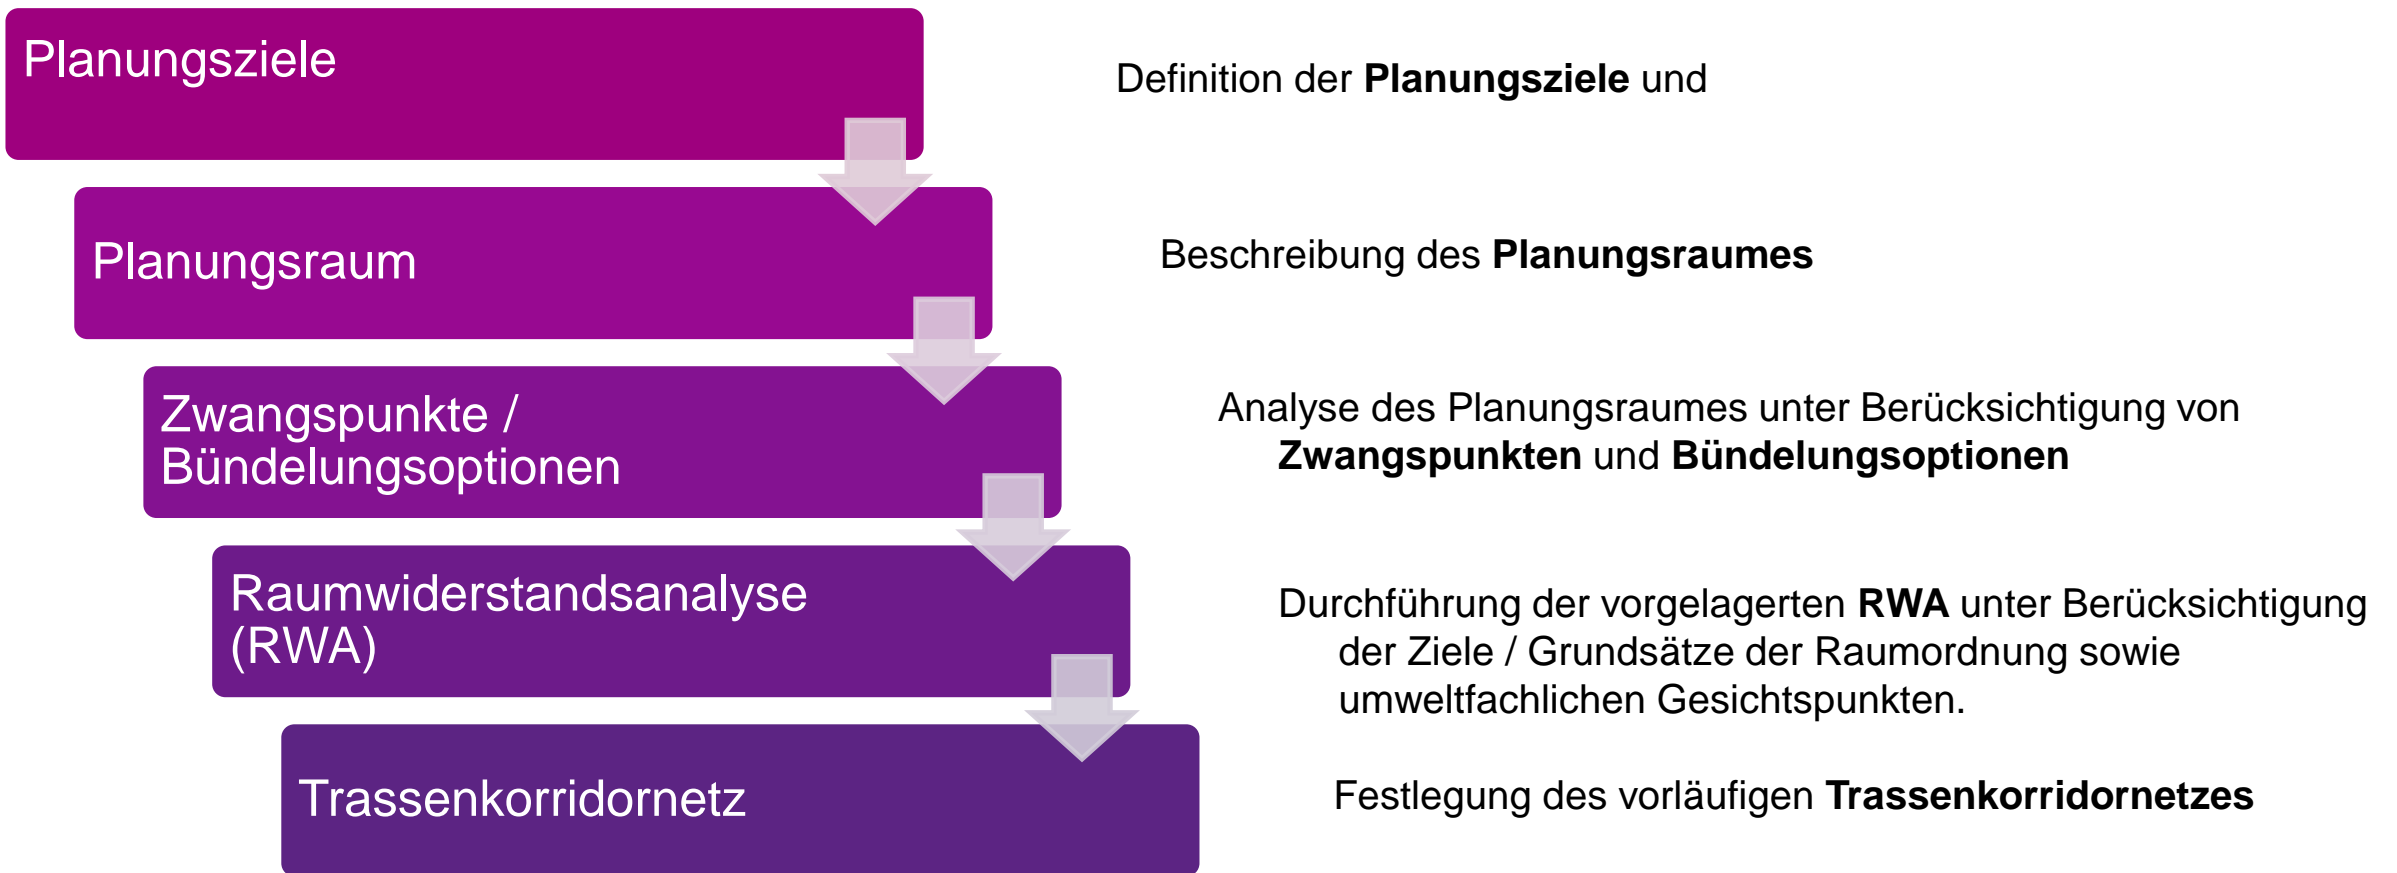 Planungsziele
Definition der Planungsziele und
Planungsraum
Beschreibung des Planungsraumes
Zwangspunkte /
Bündelungsoptionen
Analyse des Planungsraumes unter Berücksichtigung von
Zwangspunkten und Bündelungsoptionen
Raumwiderstandsanalyse
(RWA)
Durchführung der vorgelagerten RWA unter Berücksichtigung
der Ziele / Grundsätze der Raumordnung sowie
umweltfachlichen Gesichtspunkten.
Trassenkorridornetz
Festlegung des vorläufigen Trassenkorridornetzes